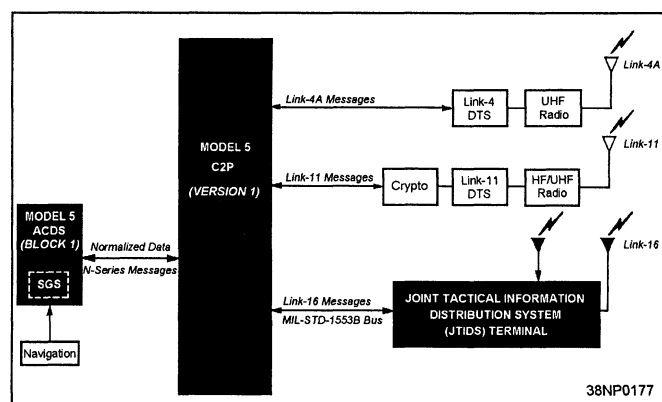 Link-4A
Link-4A Messages
Link-4
DTS
UHF
Radio
MODEL 5
C2P
(VERSION 1)
Link-11
Link-11 Messages
Crypto
Link-11
DTS
HF/UHF
Radio
MODEL 5
ACDS
(BLOCK 1)
SGS
Normalized Data
N-Series Messages
Navigation
Link-16
Link-16 Messages
MIL-STD-1553B Bus
JOINT TACTICAL INFORMATION
DISTRIBUTION SYSTEM
(JTIDS) TERMINAL
38NP0177